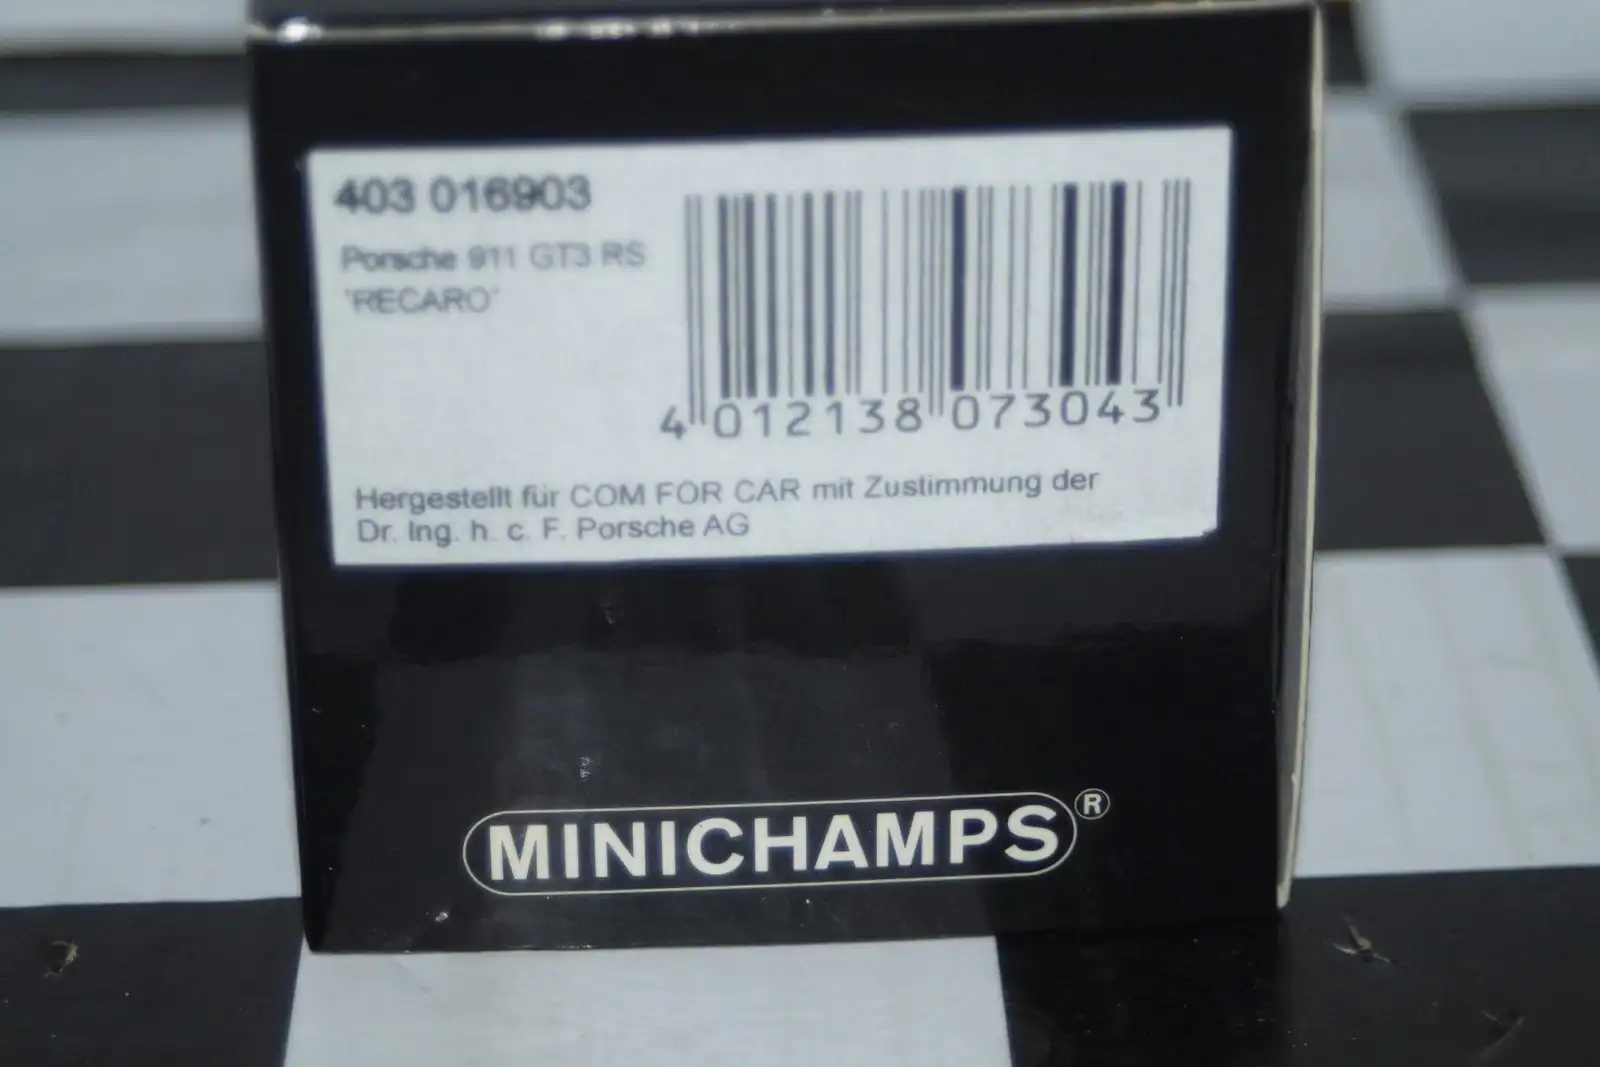 403 016903
Porsche 911 GT3 RS
'RECARO'
4 012138 073043
Hergestellt für COM FOR CAR mit Zustimmung der
Dr. Ing. h. c. F. Porsche AG
MINICHAMPS®